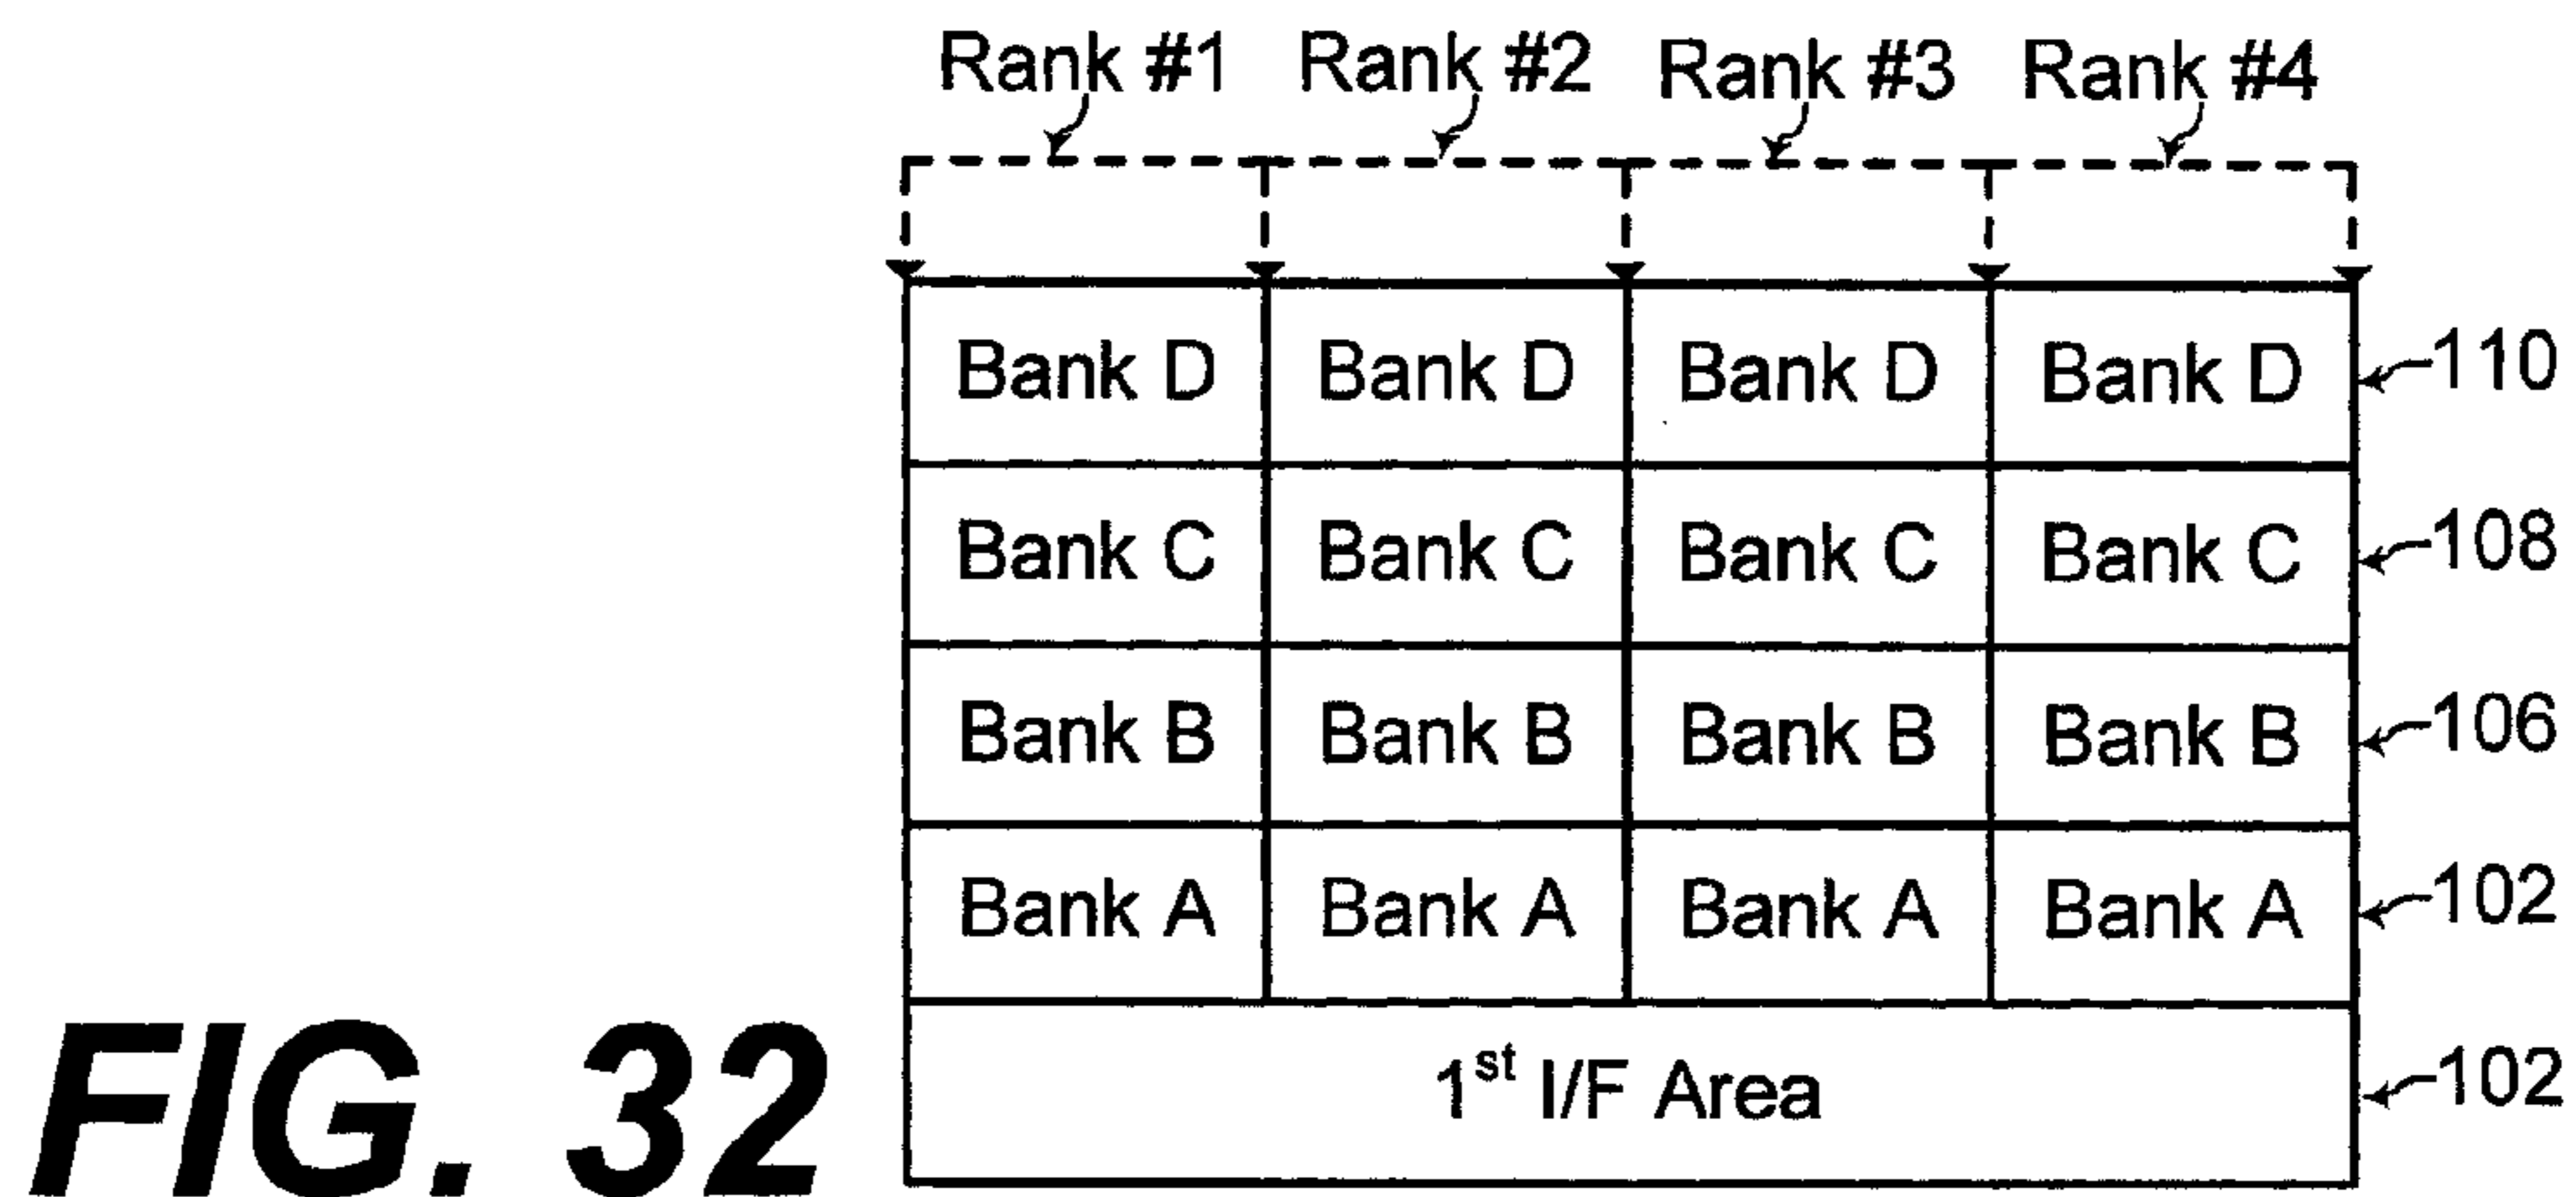 Rank #1 Rank #2 Rank #3 Rank #4
Bank D Bank D Bank D Bank D 110
Bank C Bank C Bank C Bank C 108
Bank B Bank B Bank B Bank B 106
Bank A Bank A Bank A Bank A 102
1st I/F Area 102
FIG. 32